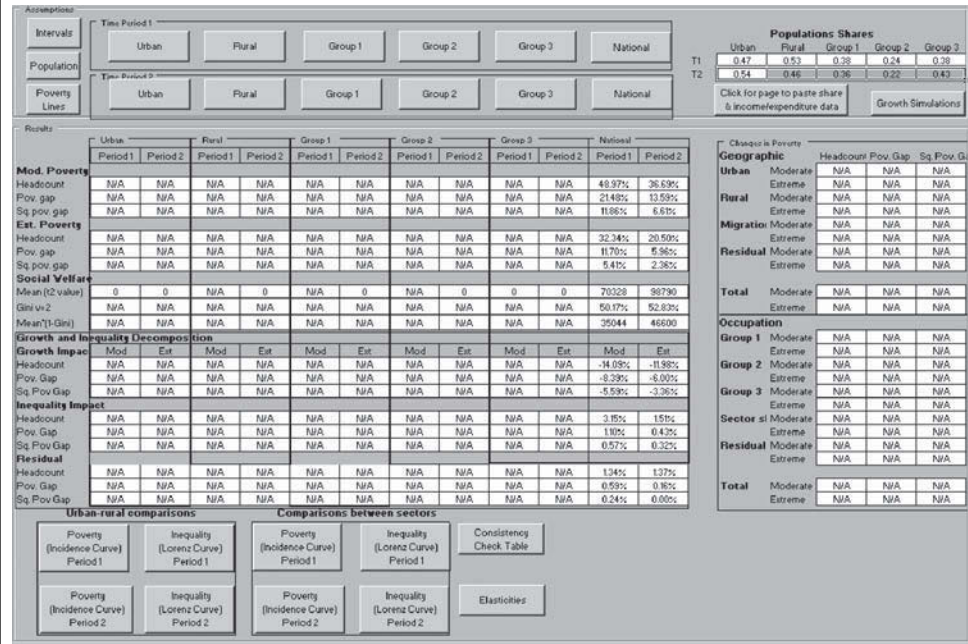 Assumptions
Intervals
Population
Poverty Lines
Time Period 1
Urban Rural Group 1 Group 2 Group 3 National
Time Period 2
Urban Rural Group 1 Group 2 Group 3 National
Populations Shares
Urban Rural Group 1 Group 2 Group 3
T1 0.47 0.53 0.38 0.24 0.38
T2 0.54 0.46 0.36 0.22 0.43
Click for page to paste share & income/expenditure data
Growth Simulations
Results
Urban Rural Group 1 Group 2 Group 3 National
Period 1 Period 2 Period 1 Period 2 Period 1 Period 2 Period 1 Period 2 Period 1 Period 2 Period 1 Period 2
Mod. Poverty
Headcount N/A N/A N/A N/A N/A N/A N/A N/A N/A N/A 48.97% 36.69%
Pov. gap N/A N/A N/A N/A N/A N/A N/A N/A N/A N/A 21.48% 13.59%
Sq. pov. gap N/A N/A N/A N/A N/A N/A N/A N/A N/A N/A 11.86% 6.61%
Ext. Poverty
Headcount N/A N/A N/A N/A N/A N/A N/A N/A N/A N/A 32.34% 20.50%
Pov. gap N/A N/A N/A N/A N/A N/A N/A N/A N/A N/A 11.70% 5.96%
Sq. pov. gap N/A N/A N/A N/A N/A N/A N/A N/A N/A N/A 5.41% 2.36%
Social Welfare
Mean (t2 value) 0 0 N/A 0 N/A 0 N/A 0 N/A 0 70328 98790
Gini v=2 N/A N/A N/A N/A N/A N/A N/A N/A N/A N/A 50.17% 52.83%
Mean*(1-Gini) N/A N/A N/A N/A N/A N/A N/A N/A N/A N/A 35044 46600
Growth and Inequality Decomposition
Growth Impac Mod Est Mod Est Mod Est Mod Est Mod Est Mod Est
Headcount N/A N/A N/A N/A N/A N/A N/A N/A N/A N/A -14.09% -11.98%
Pov. Gap N/A N/A N/A N/A N/A N/A N/A N/A N/A N/A -8.39% -6.00%
Sq. Pov Gap N/A N/A N/A N/A N/A N/A N/A N/A N/A N/A -5.59% -3.36%
Inequality Impact
Headcount N/A N/A N/A N/A N/A N/A N/A N/A N/A N/A 3.15% 1.51%
Pov. Gap N/A N/A N/A N/A N/A N/A N/A N/A N/A N/A 1.10% 0.43%
Sq. Pov Gap N/A N/A N/A N/A N/A N/A N/A N/A N/A N/A 0.57% 0.32%
Residual
Headcount N/A N/A N/A N/A N/A N/A N/A N/A N/A N/A 1.34% 1.37%
Pov. Gap N/A N/A N/A N/A N/A N/A N/A N/A N/A N/A 0.59% 0.16%
Sq. Pov Gap N/A N/A N/A N/A N/A N/A N/A N/A N/A N/A 0.24% 0.00%
Changes in Poverty
Geographic Headcount Pov. Gap Sq. Pov. G
Urban Moderate N/A N/A N/A
Extreme N/A N/A N/A
Rural Moderate N/A N/A N/A
Extreme N/A N/A N/A
Migration Moderate N/A N/A N/A
Extreme N/A N/A N/A
Residual Moderate N/A N/A N/A
Extreme N/A N/A N/A
Total Moderate N/A N/A N/A
Extreme N/A N/A N/A
Occupation
Group 1 Moderate N/A N/A N/A
Extreme N/A N/A N/A
Group 2 Moderate N/A N/A N/A
Extreme N/A N/A N/A
Group 3 Moderate N/A N/A N/A
Extreme N/A N/A N/A
Sector sl Moderate N/A N/A N/A
Extreme N/A N/A N/A
Residual Moderate N/A N/A N/A
Extreme N/A N/A N/A
Total Moderate N/A N/A N/A
Extreme N/A N/A N/A
Urban-rural comparisons
Poverty (Incidence Curve) Period 1
Inequality (Lorenz Curve) Period 1
Poverty (Incidence Curve) Period 2
Inequality (Lorenz Curve) Period 2
Comparisons between sectors
Poverty (Incidence Curve) Period 1
Inequality (Lorenz Curve) Period 1
Poverty (Incidence Curve) Period 2
Inequality (Lorenz Curve) Period 2
Consistency Check Table
Elasticities